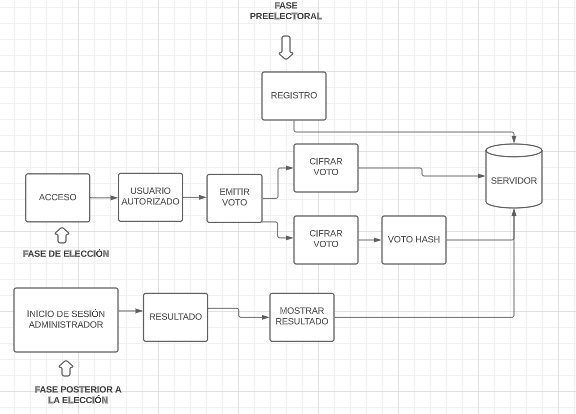 FASE
PREELECTORAL
REGISTRO
CIFRAR
VOTO
SERVIDOR
ACCESO
USUARIO
AUTORIZADO
EMITIR
VOTO
FASE DE ELECCIÓN
CIFRAR
VOTO
VOTO HASH
INICIO DE SESIÓN
ADMINISTRADOR
RESULTADO
MOSTRAR
RESULTADO
FASE POSTERIOR A
LA ELECCIÓN